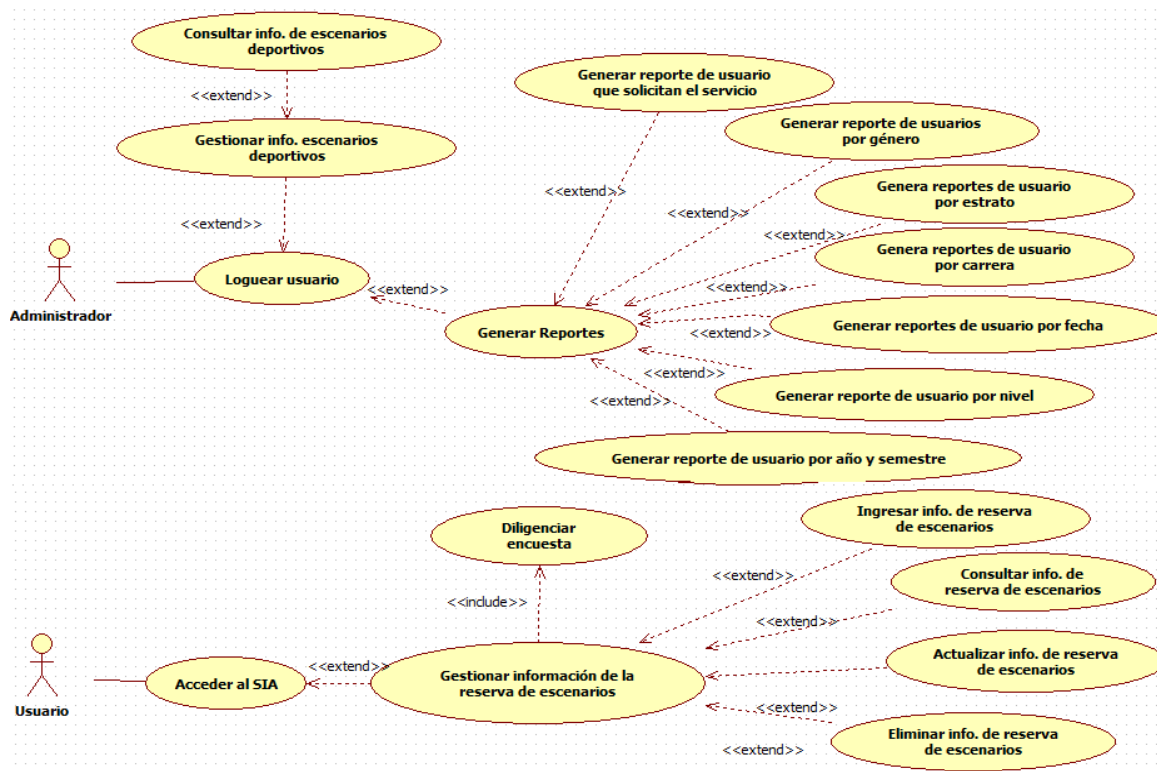 Consultar info. de escenarios
deportivos
<<extend>>
Gestionar info. escenarios
deportivos
<<extend>>
Administrador
Loguear usuario
<<extend>>
Generar Reportes
Generar reporte de usuario
que solicitan el servicio
<<extend>>
Generar reporte de usuarios
por género
<<extend>>
Genera reportes de usuario
por estrato
<<extend>>
Genera reportes de usuario
por carrera
<<extend>>
Generar reportes de usuario por fecha
<<extend>>
Generar reporte de usuario por nivel
<<extend>>
<<extend>>
Generar reporte de usuario por año y semestre
Diligenciar
encuesta
<<include>>
Usuario
Acceder al SIA
<<extend>>
Gestionar información de la
reserva de escenarios
Ingresar info. de reserva
de escenarios
<<extend>>
Consultar info. de
reserva de escenarios
<<extend>>
Actualizar info. de reserva
de escenarios
<<extend>>
Eliminar info. de reserva
de escenarios
<<extend>>